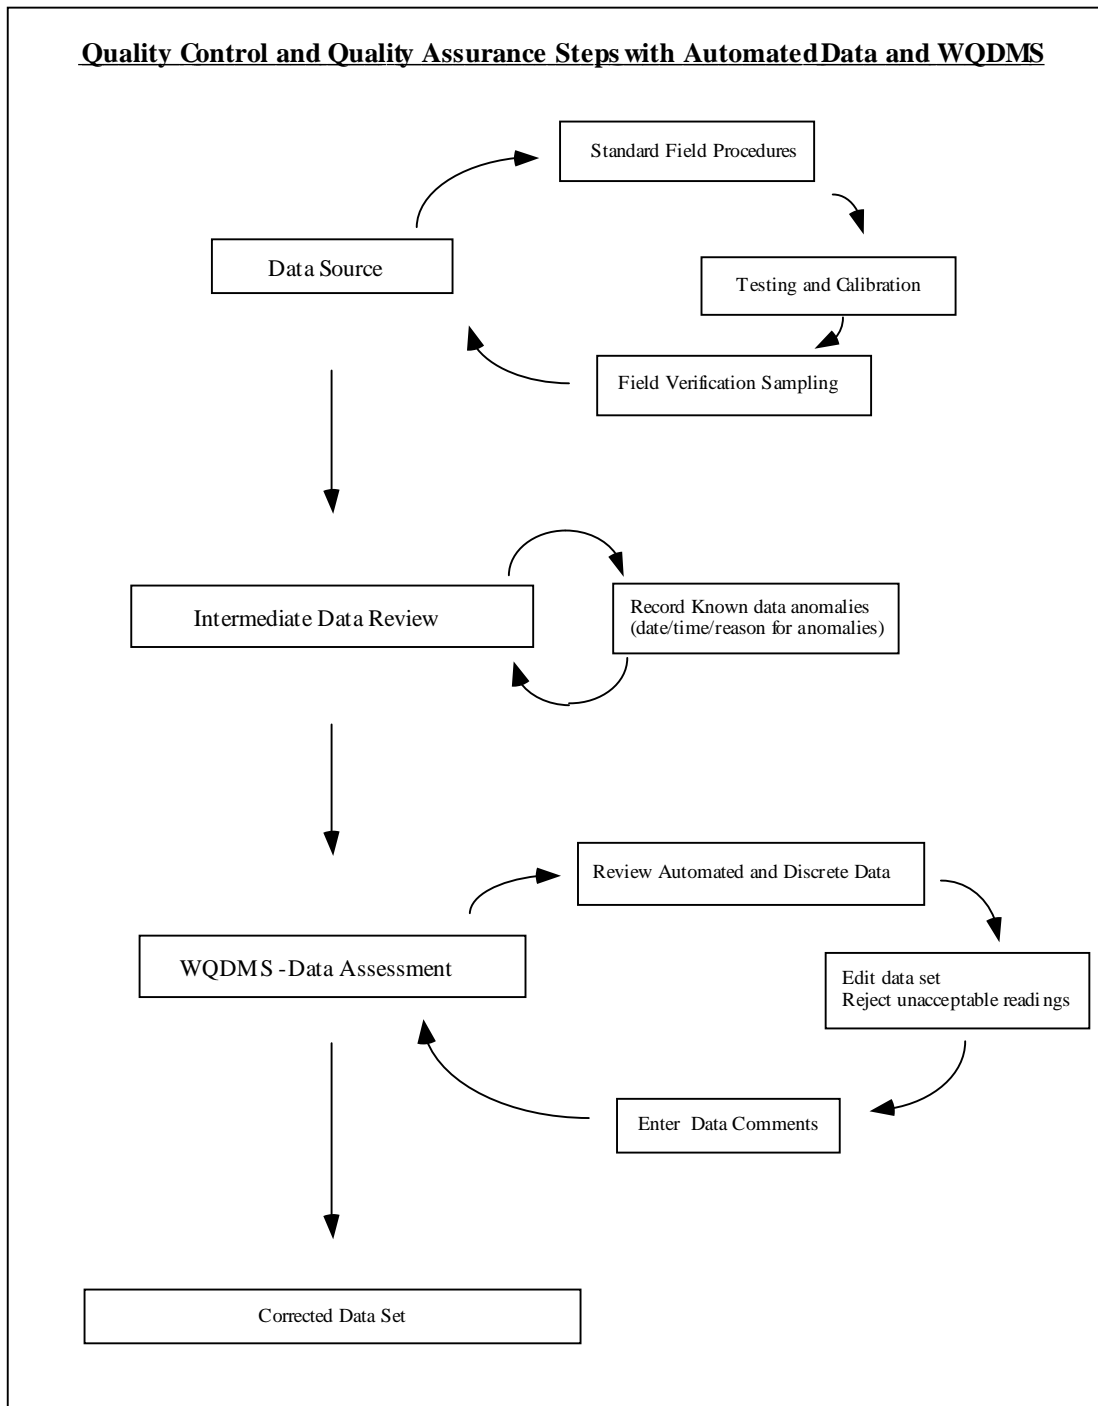 Quality Control and Quality Assurance Steps with Automated Data and WQDMS
Standard Field Procedures
Data Source
Testing and Calibration
Field Verification Sampling
Intermediate Data Review
Record Known data anomalies
(date/time/reason for anomalies)
Review Automated and Discrete Data
WQDMS - Data Assessment
Edit data set
Reject unacceptable readings
Enter Data Comments
Corrected Data Set